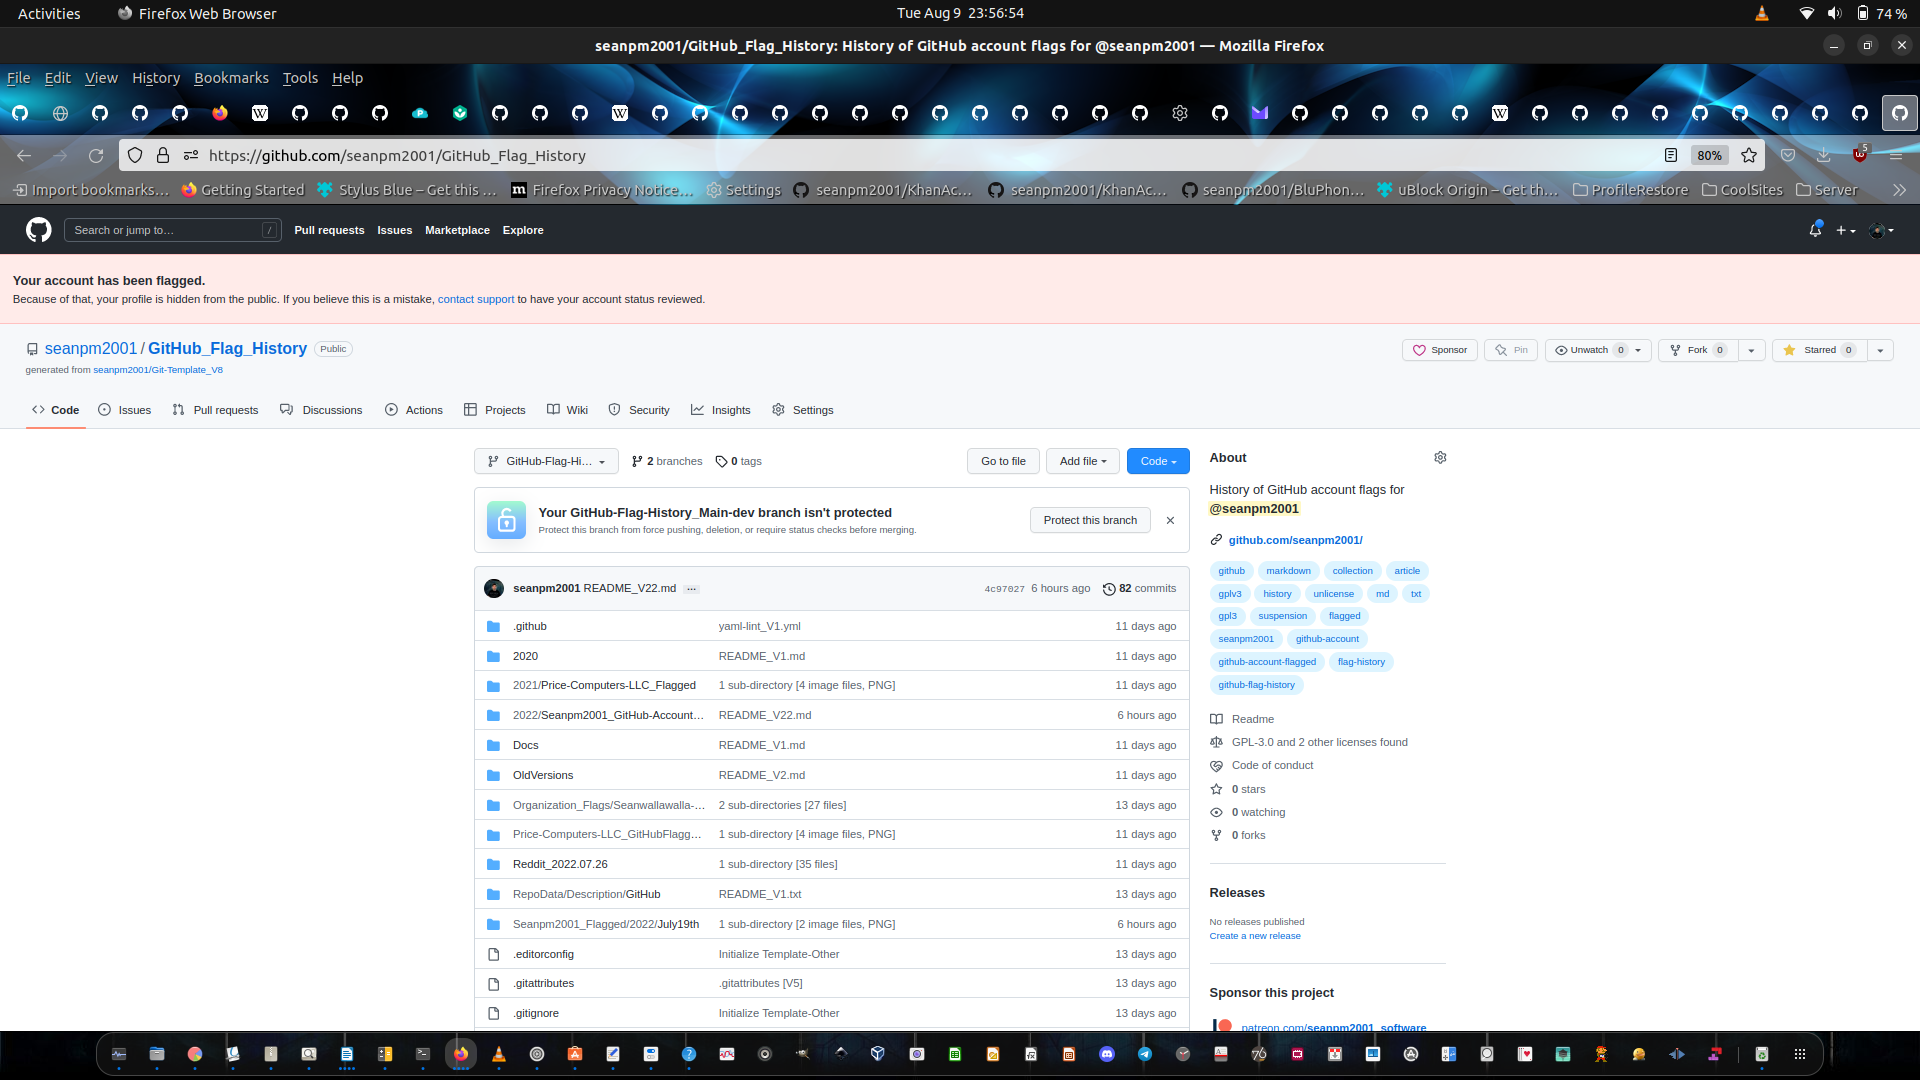 Activities
Firefox Web Browser
Tue Aug 9 23:56:54
74 %
seanpm2001/GitHub_Flag_History: History of GitHub account flags for @seanpm2001 — Mozilla Firefox
File Edit View History Bookmarks Tools Help
https://github.com/seanpm2001/GitHub_Flag_History
80%
5
Import bookmarks…
Getting Started
Stylus Blue – Get this …
Firefox Privacy Notice…
Settings
seanpm2001/KhanAc…
seanpm2001/KhanAc…
seanpm2001/BluPhon…
uBlock Origin – Get th…
ProfileRestore
CoolSites
Server
Search or jump to…
/
Pull requests
Issues
Marketplace
Explore
Your account has been flagged.
Because of that, your profile is hidden from the public. If you believe this is a mistake, contact support to have your account status reviewed.
seanpm2001 / GitHub_Flag_History
Public
Sponsor
Pin
Unwatch 0
Fork 0
Starred 0
generated from seanpm2001/Git-Template_V8
Code
Issues
Pull requests
Discussions
Actions
Projects
Wiki
Security
Insights
Settings
GitHub-Flag-Hi…
2 branches
0 tags
Go to file
Add file
Code
Your GitHub-Flag-History_Main-dev branch isn't protected
Protect this branch from force pushing, deletion, or require status checks before merging.
Protect this branch
seanpm2001 README_V22.md …
4c97027 6 hours ago
82 commits
.github yaml-lint_V1.yml 11 days ago
2020 README_V1.md 11 days ago
2021/Price-Computers-LLC_Flagged 1 sub-directory [4 image files, PNG] 11 days ago
2022/Seanpm2001_GitHub-Account… README_V22.md 6 hours ago
Docs README_V1.md 11 days ago
OldVersions README_V2.md 11 days ago
Organization_Flags/Seanwallawalla-… 2 sub-directories [27 files] 13 days ago
Price-Computers-LLC_GitHubFlagg… 1 sub-directory [4 image files, PNG] 11 days ago
Reddit_2022.07.26 1 sub-directory [35 files] 11 days ago
RepoData/Description/GitHub README_V1.txt 13 days ago
Seanpm2001_Flagged/2022/July19th 1 sub-directory [2 image files, PNG] 6 hours ago
.editorconfig Initialize Template-Other 13 days ago
.gitattributes .gitattributes [V5] 13 days ago
.gitignore Initialize Template-Other 13 days ago
About
History of GitHub account flags for
@seanpm2001
github.com/seanpm2001/
github markdown collection article
gplv3 history unlicense md txt
gpl3 suspension flagged
seanpm2001 github-account
github-account-flagged flag-history
github-flag-history
Readme
GPL-3.0 and 2 other licenses found
Code of conduct
0 stars
0 watching
0 forks
Releases
No releases published
Create a new release
Sponsor this project
patreon.com/seanpm2001_software